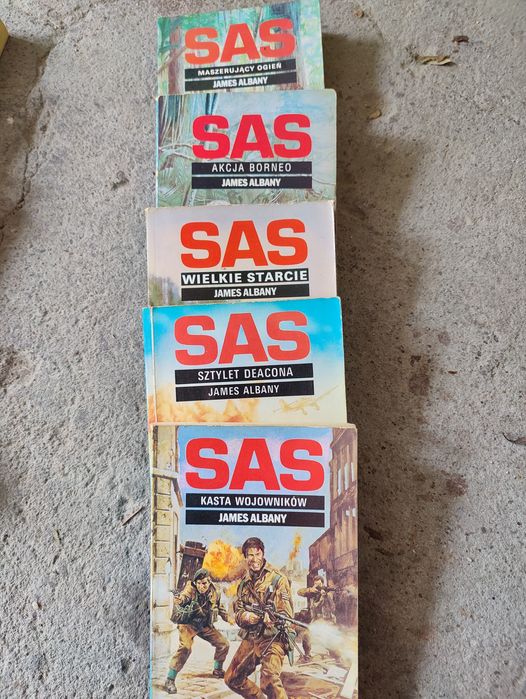 SAS
MASZERUJĄCY OGIEŃ
JAMES ALBANY
SAS
AKCJA BORNEO
JAMES ALBANY
SAS
WIELKIE STARCIE
JAMES ALBANY
SAS
SZTYLET DEACONA
JAMES ALBANY
SAS
KASTA WOJOWNIKÓW
JAMES ALBANY